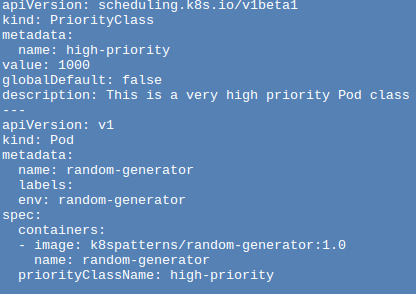 apiVersion: scheduling.k8s.io/v1beta1
kind: PriorityClass
metadata:
  name: high-priority
value: 1000
globalDefault: false
description: This is a very high priority Pod class
---
apiVersion: v1
kind: Pod
metadata:
  name: random-generator
  labels:
  env: random-generator
spec:
  containers:
  - image: k8spatterns/random-generator:1.0
    name: random-generator
  priorityClassName: high-priority